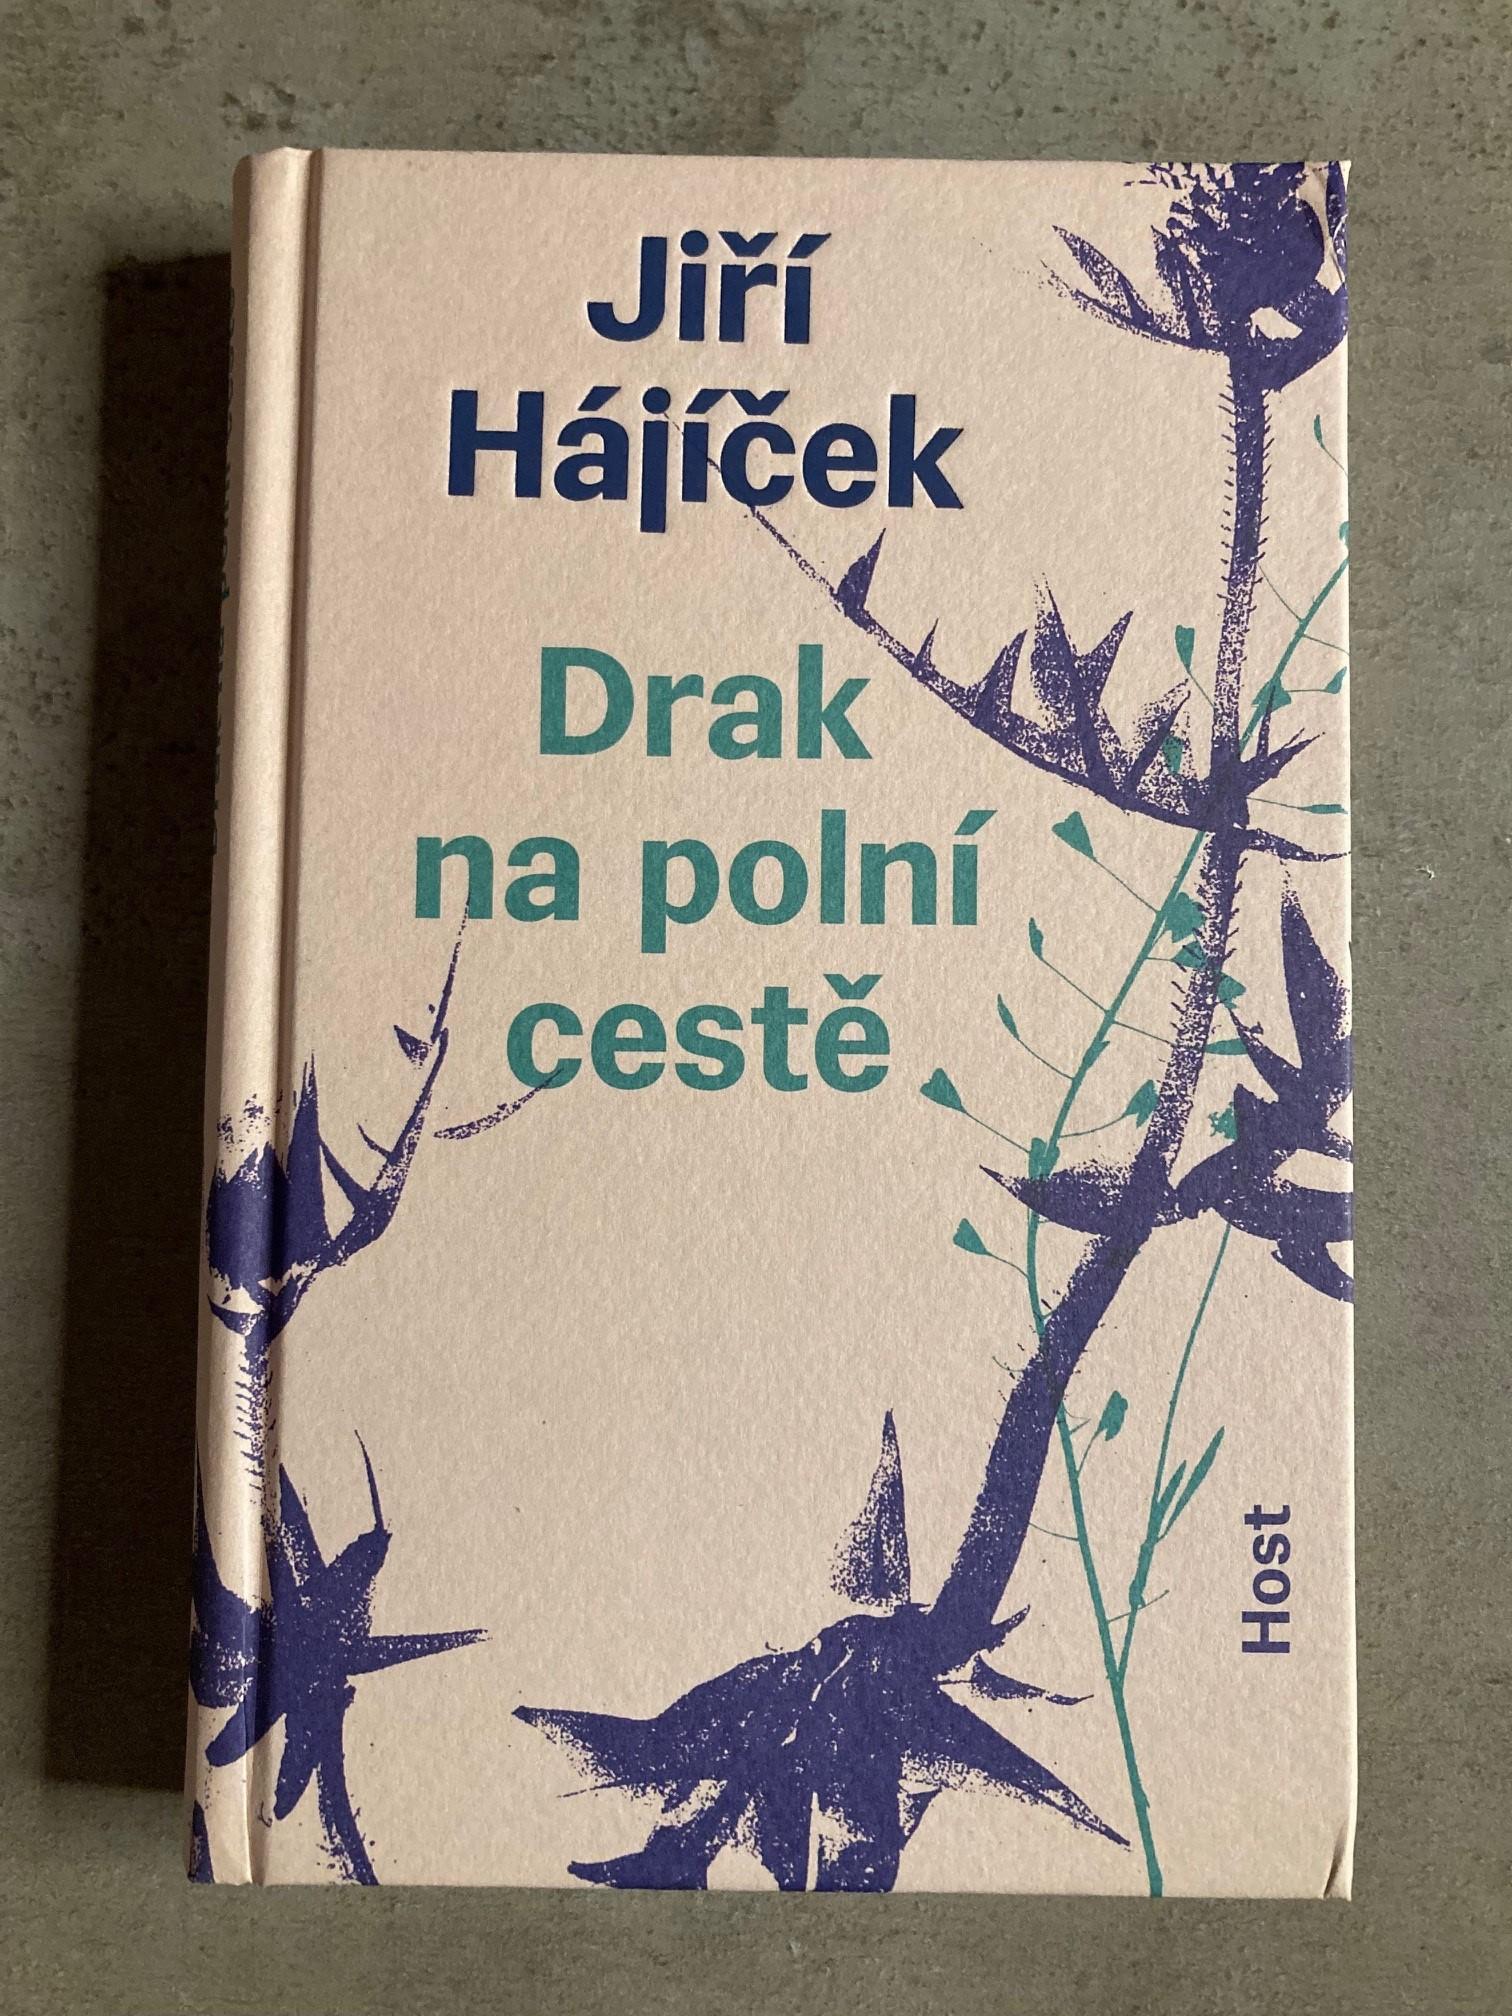 Jiří
Hájíček
Drak
na polní
cestě
Host